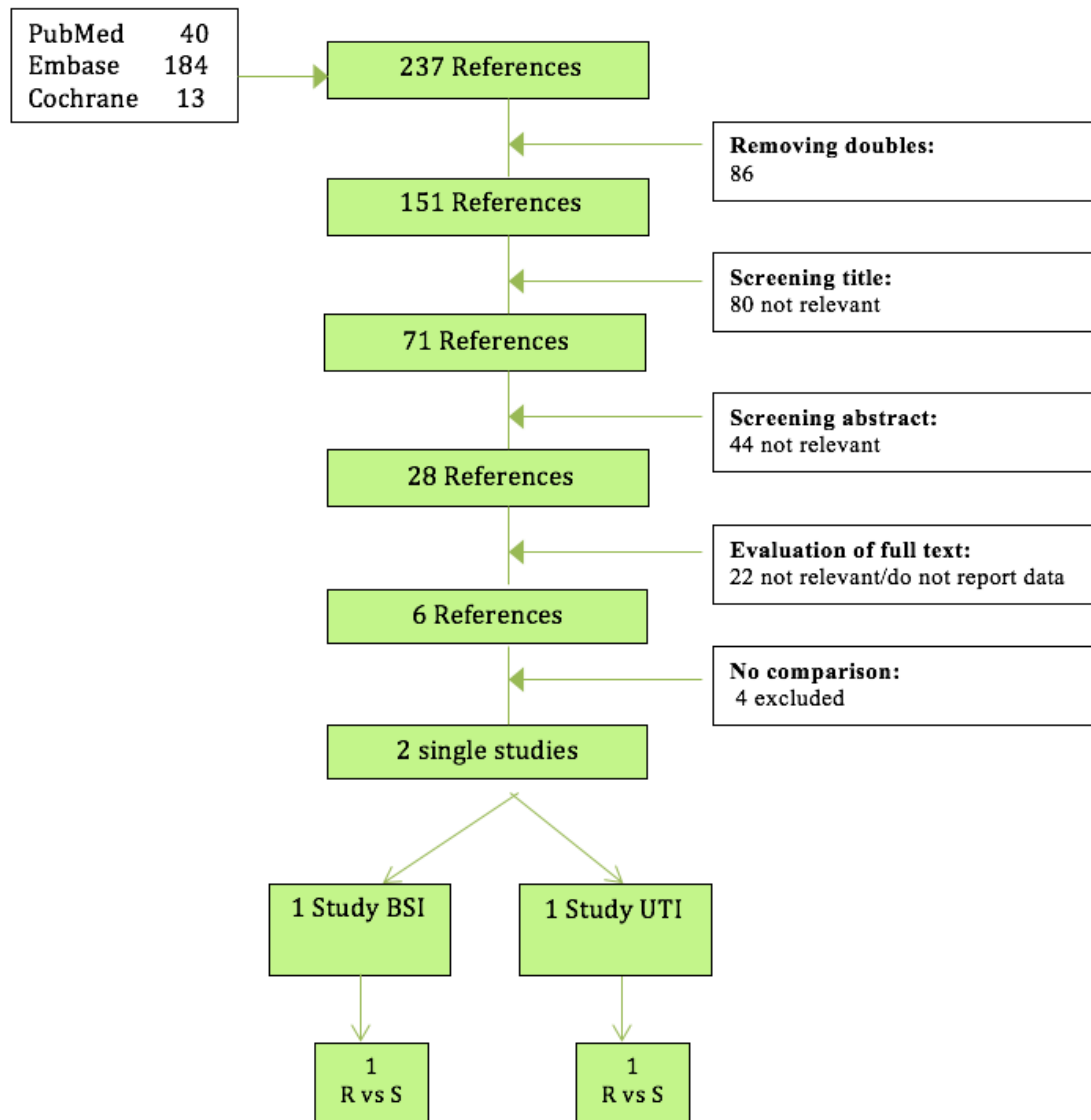 PubMed 40
Embase 184
Cochrane 13
237 References
Removing doubles:
86
151 References
Screening title:
80 not relevant
71 References
Screening abstract:
44 not relevant
28 References
Evaluation of full text:
22 not relevant/do not report data
6 References
No comparison:
4 excluded
2 single studies
1 Study BSI
1 Study UTI
1
R vs S
1
R vs S